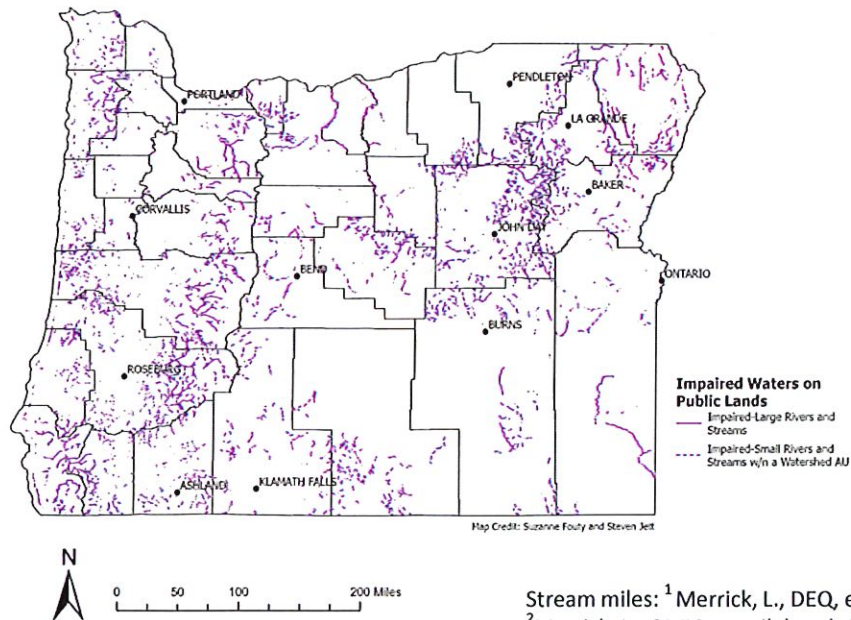 PORTLAND
PENDLETON
LA GRANDE
BAKER
CORVALLIS
JOHN DAY
BEND
ONTARIO
BURNS
ROSEBURG
ASHLAND
KLAMATH FALLS
Impaired Waters on
Public Lands
Impaired-Large Rivers and
Streams
Impaired-Small Rivers and
Streams w/n a Watershed AU
Map Credit: Suzanne Fouty and Steven Jett
N
0 50 100 200 Miles
Stream miles: ¹ Merrick, L., DEQ, e